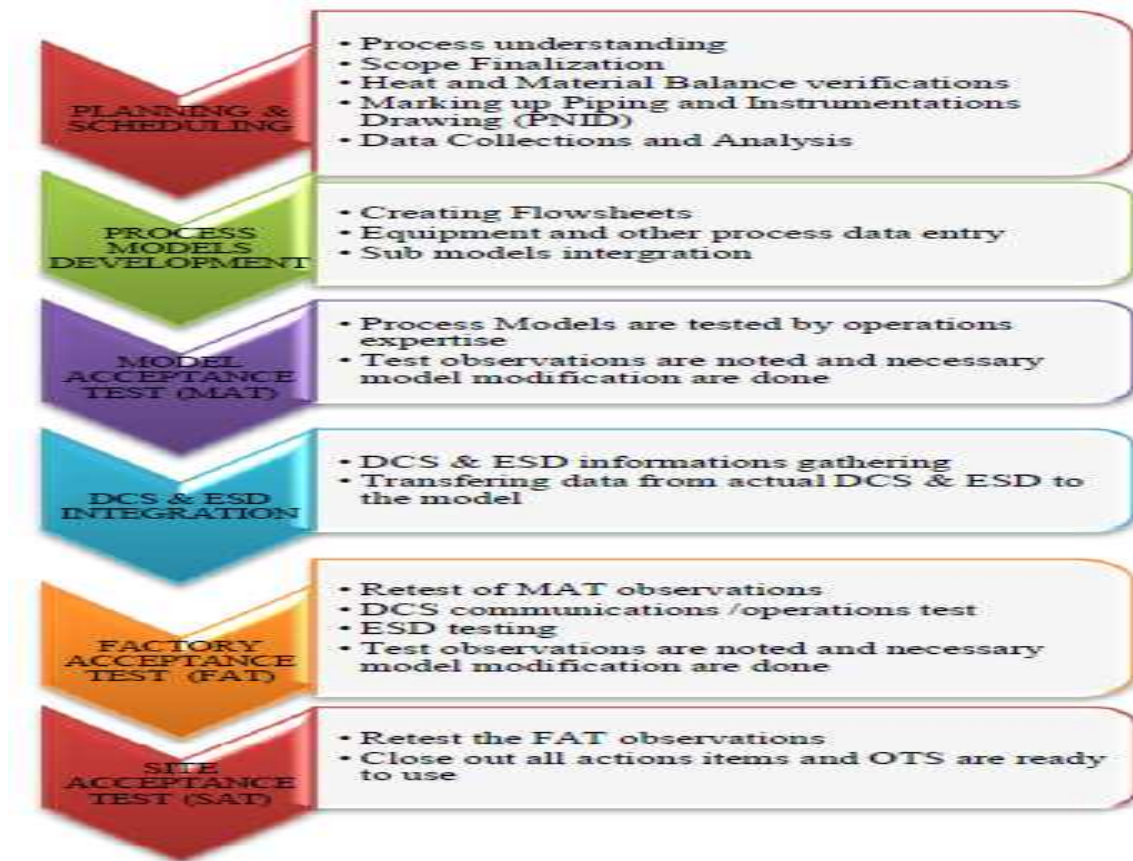 PLANNING &
SCHEDULING
• Process understanding
• Scope Finalization
• Heat and Material Balance verifications
• Marking up Piping and Instrumentations
Drawing (PNID)
• Data Collections and Analysis
PROCESS
MODELS
DEVELOPMENT
• Creating Flowsheets
• Equipment and other process data entry
• Sub models intergration
MODEL
ACCEPTANCE
TEST (MAT)
• Process Models are tested by operations
expertise
• Test observations are noted and necessary
model modification are done
DCS & ESD
INTEGRATION
• DCS & ESD informations gathering
• Transfering data from actual DCS & ESD to
the model
FACTORY
ACCEPTANCE
TEST (FAT)
• Retest of MAT observations
• DCS communications /operations test
• ESD testing
• Test observations are noted and necessary
model modification are done
SITE
ACCEPTANCE
TEST (SAT)
• Retest the FAT observations
• Close out all actions items and OTS are ready
to use